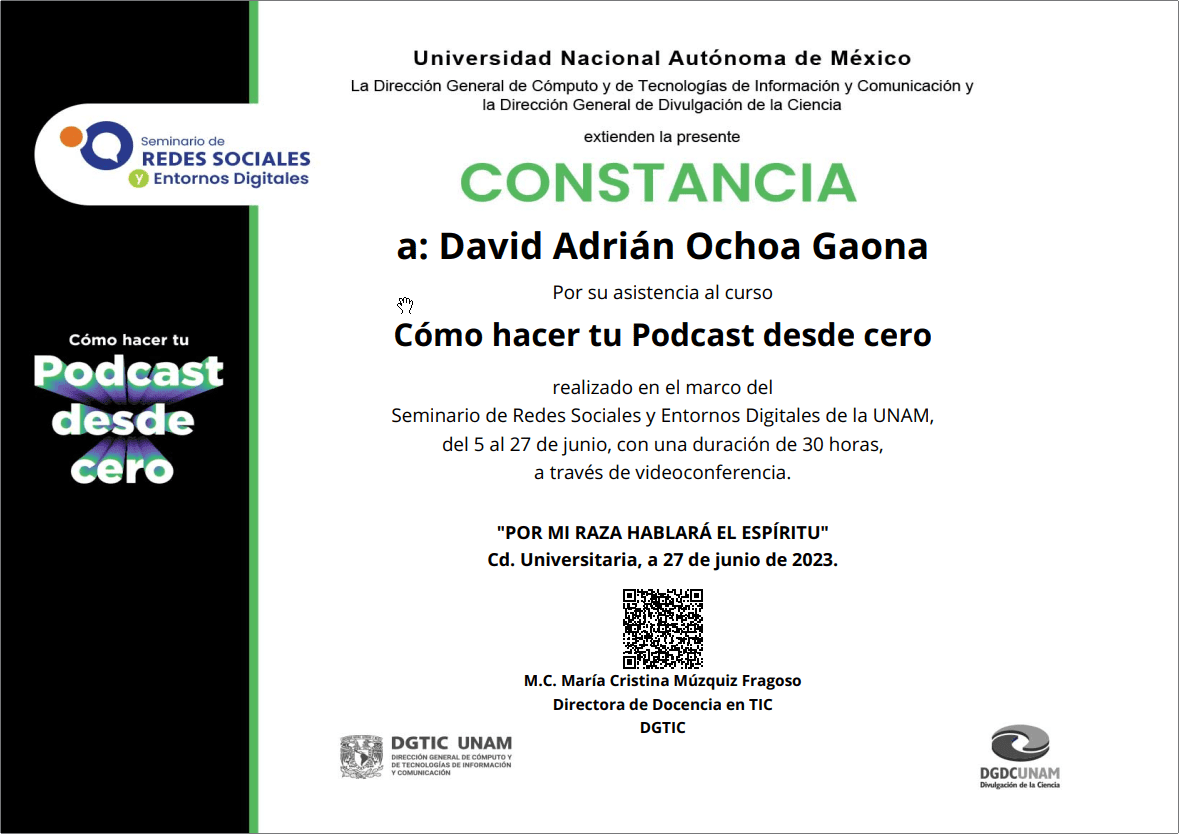 Universidad Nacional Autónoma de México
La Dirección General de Cómputo y de Tecnologías de Información y Comunicación y
la Dirección General de Divulgación de la Ciencia
extienden la presente
CONSTANCIA
a: David Adrián Ochoa Gaona
Por su asistencia al curso
Cómo hacer tu Podcast desde cero
realizado en el marco del
Seminario de Redes Sociales y Entornos Digitales de la UNAM,
del 5 al 27 de junio, con una duración de 30 horas,
a través de videoconferencia.
"POR MI RAZA HABLARÁ EL ESPÍRITU"
Cd. Universitaria, a 27 de junio de 2023.
M.C. María Cristina Múzquiz Fragoso
Directora de Docencia en TIC
DGTIC
Seminario de
REDES SOCIALES
y Entornos Digitales
Cómo hacer tu
Podcast
desde
cero
DGTIC UNAM
DIRECCIÓN GENERAL DE CÓMPUTO Y
DE TECNOLOGÍAS DE INFORMACIÓN
Y COMUNICACIÓN
DGDCUNAM
Divulgación de la Ciencia